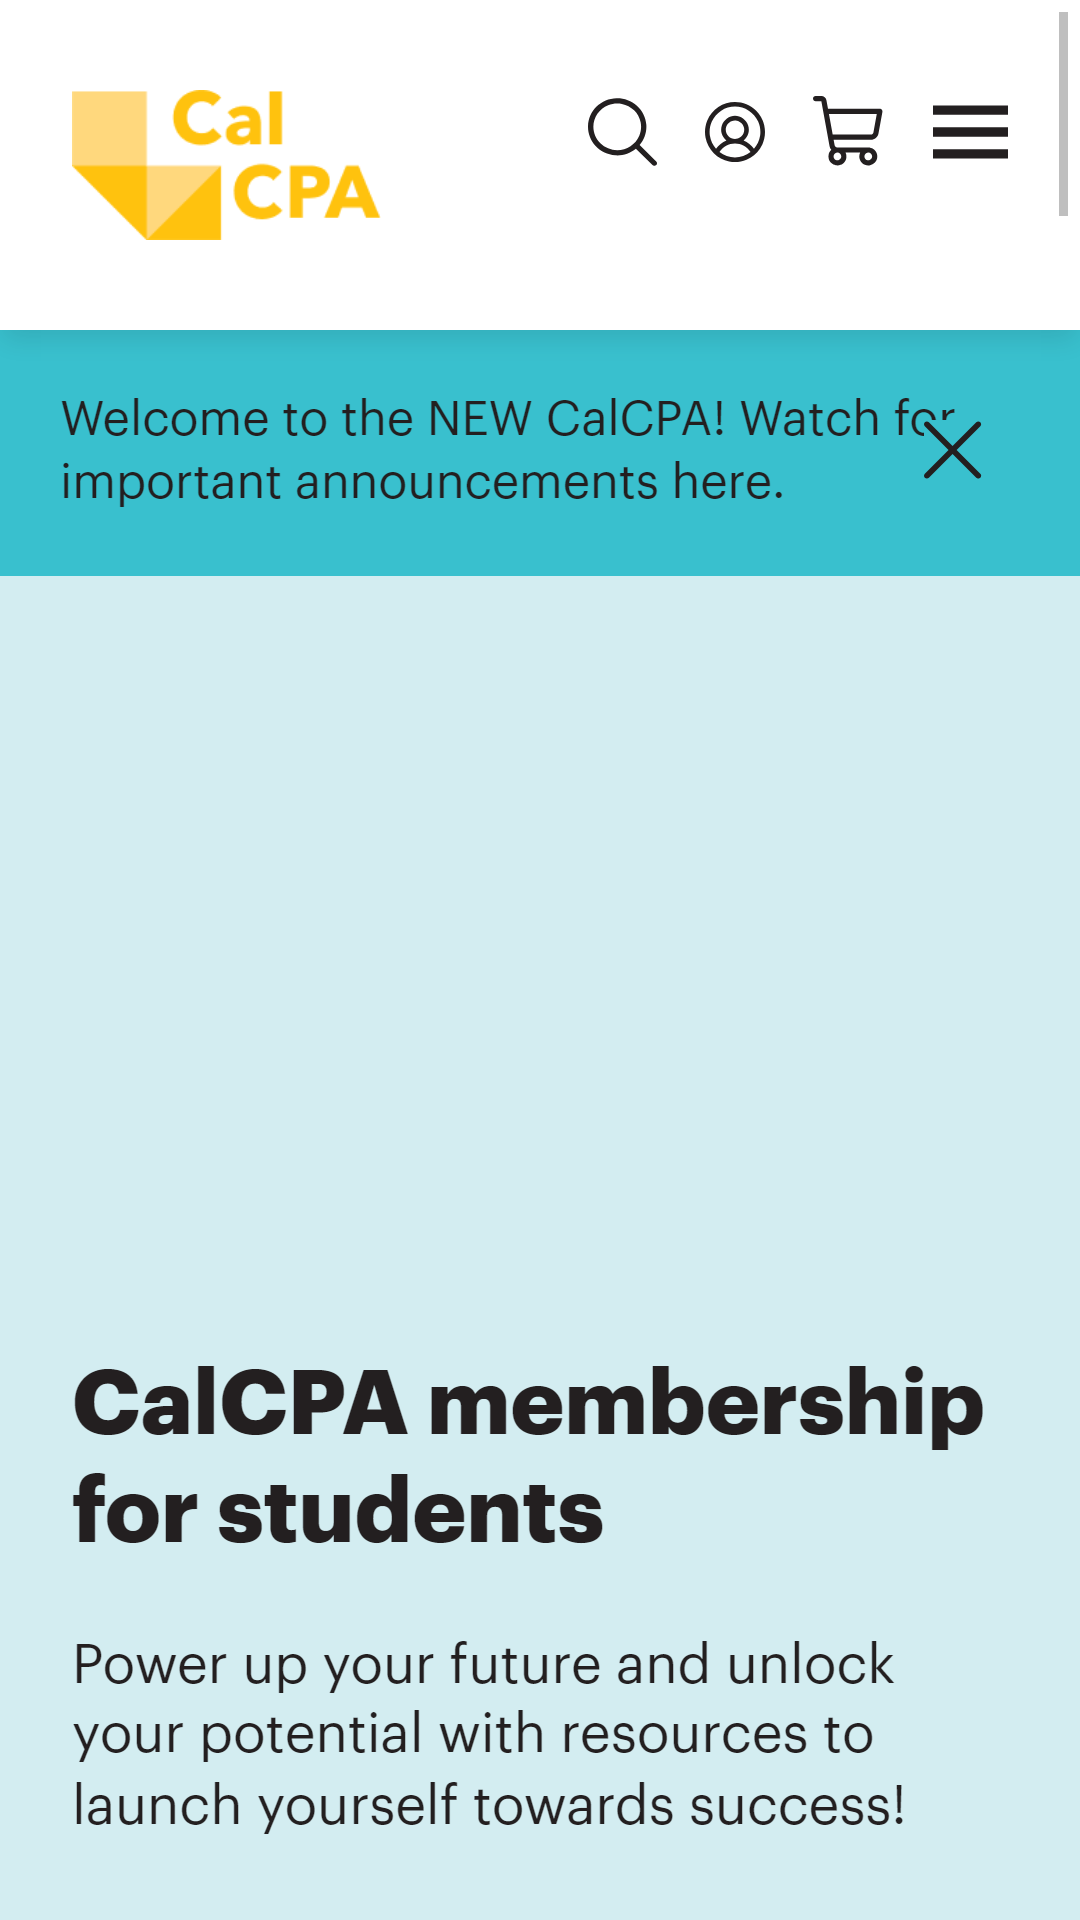 Cal
CPA
Welcome to the NEW CalCPA! Watch for
important announcements here.
CalCPA membership
for students
Power up your future and unlock
your potential with resources to
launch yourself towards success!